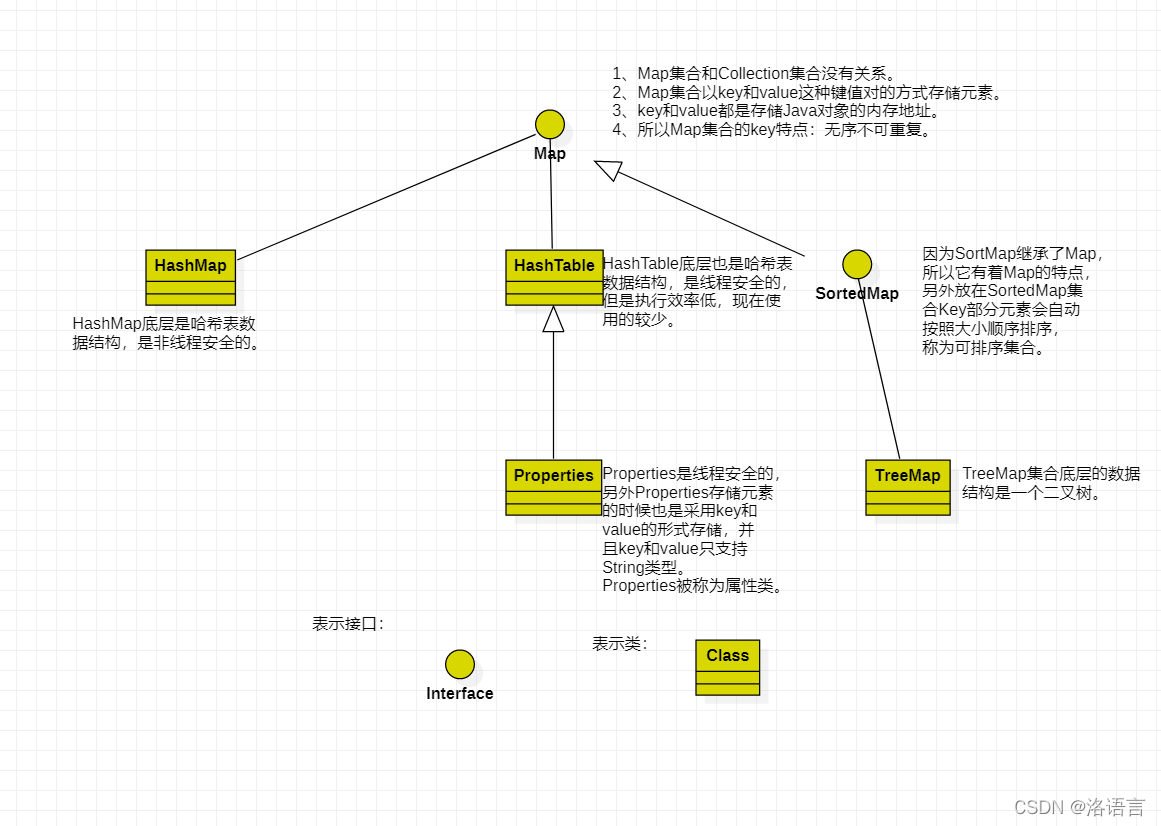 1、Map集合和Collection集合没有关系。
2、Map集合以key和value这种键值对的方式存储元素。
3、key和value都是存储Java对象的内存地址。
4、所以Map集合的key特点：无序不可重复。
Map
HashMap
HashMap底层是哈希表数
据结构，是非线程安全的。
HashTable
HashTable底层也是哈希表
数据结构，是线程安全的，
但是执行效率低，现在使
用的较少。
SortedMap
因为SortMap继承了Map，
所以它有着Map的特点，
另外放在SortedMap集
合Key部分元素会自动
按照大小顺序排序，
称为可排序集合。
Properties
Properties是线程安全的，
另外Properties存储元素
的时候也是采用key和
value的形式存储，并
且key和value只支持
String类型。
Properties被称为属性类。
TreeMap
TreeMap集合底层的数据
结构是一个二叉树。
表示接口：
Interface
表示类：
Class
CSDN @洛语言